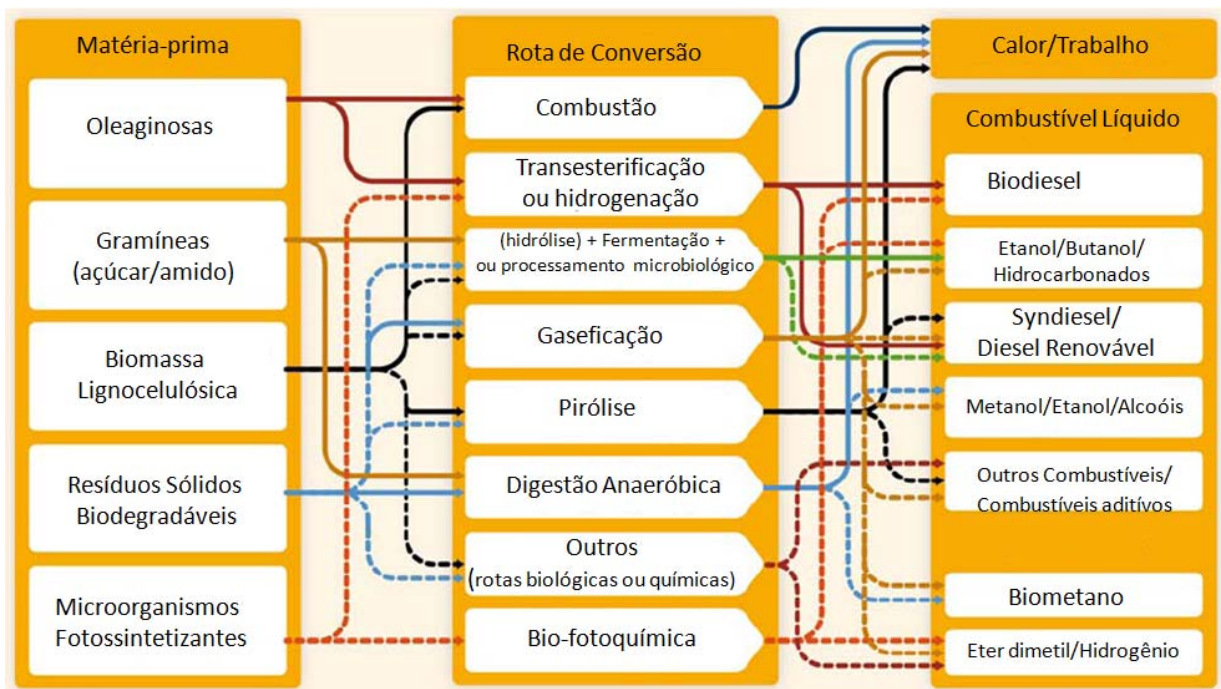 Matéria-prima
Oleaginosas
Gramíneas
(açúcar/amido)
Biomassa
Lignocelulósica
Resíduos Sólidos
Biodegradáveis
Microorganismos
Fotossintetizantes
Rota de Conversão
Combustão
Transesterificação
ou hidrogenação
(hidrólise) + Fermentação +
ou processamento microbiológico
Gaseficação
Pirólise
Digestão Anaeróbica
Outros
(rotas biológicas ou químicas)
Bio-fotoquímica
Calor/Trabalho
Combustível Líquido
Biodiesel
Etanol/Butanol/
Hidrocarbonados
Syndiesel/
Diesel Renovável
Metanol/Etanol/Alcoóis
Outros Combustíveis/
Combustíveis aditívos
Biometano
Eter dimetil/Hidrogênio